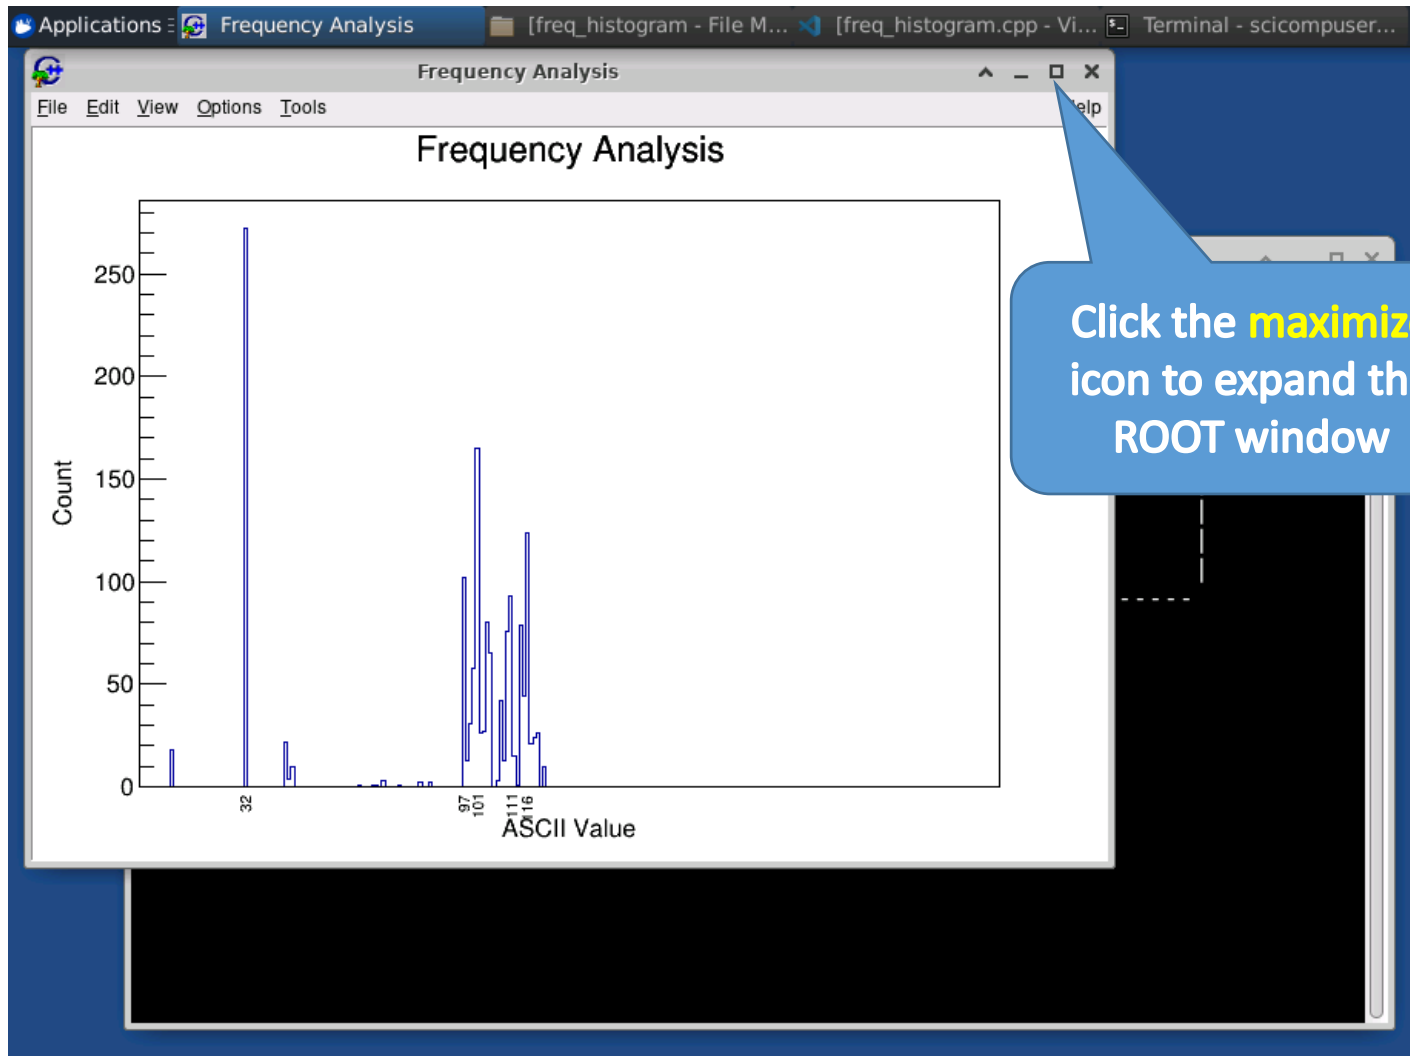 Applications Frequency Analysis [freq_histogram - File M... [freq_histogram.cpp - Vi... Terminal - scicompuser...
Frequency Analysis
File Edit View Options Tools elp
Frequency Analysis
250
200
150
100
50
0
Count
32
97
101
111
116
ASCII Value
Click the maximize
icon to expand th
ROOT window